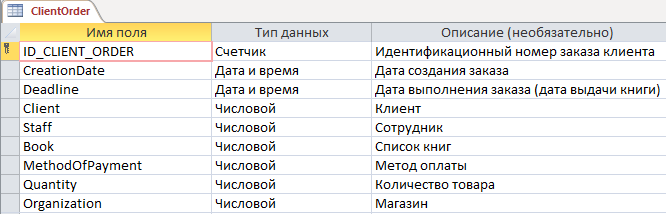 ClientOrder
Имя поля Тип данных Описание (необязательно)
ID_CLIENT_ORDER Счетчик Идентификационный номер заказа клиента
CreationDate Дата и время Дата создания заказа
Deadline Дата и время Дата выполнения заказа (дата выдачи книги)
Client Числовой Клиент
Staff Числовой Сотрудник
Book Числовой Список книг
MethodOfPayment Числовой Метод оплаты
Quantity Числовой Количество товара
Organization Числовой Магазин